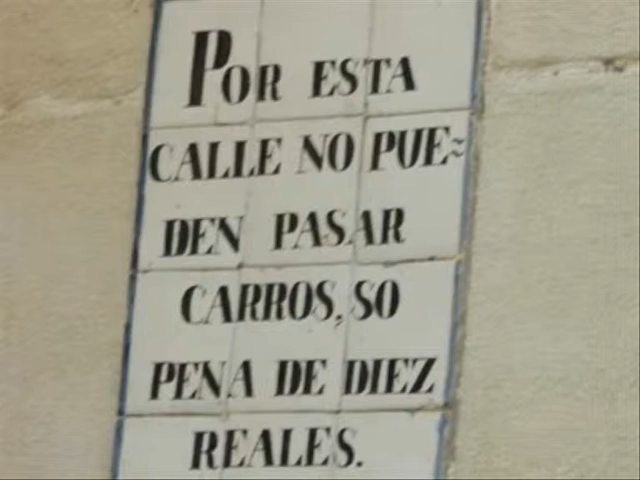 POR ESTA
CALLE NO PUE~
DEN PASAR
CARROS, SO
PENA DE DIEZ
REALES.